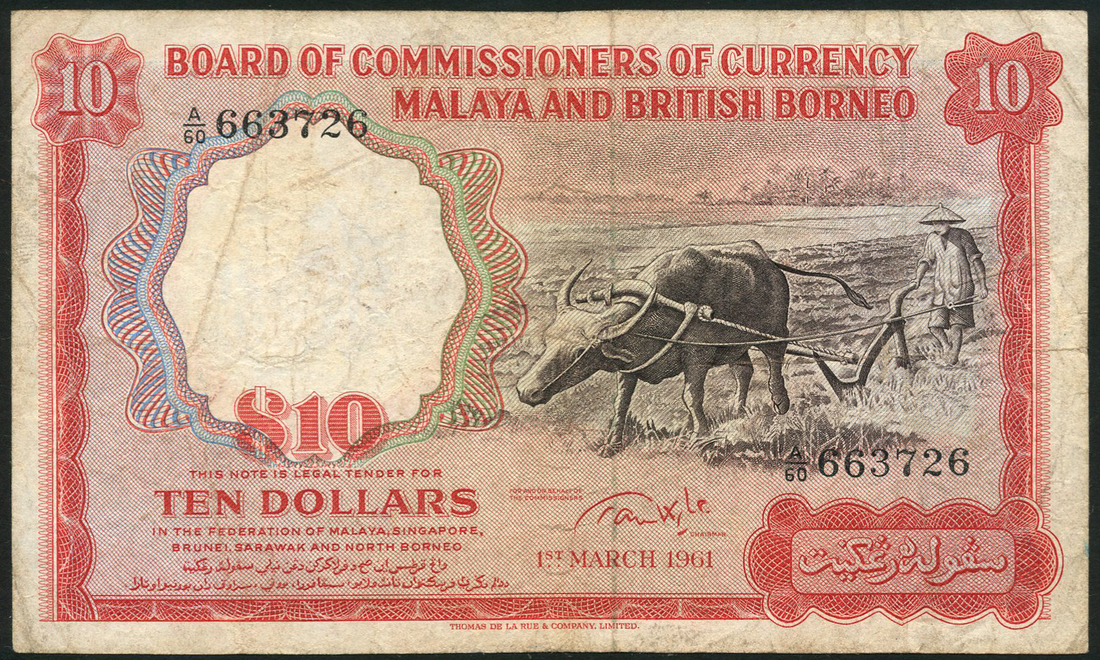 10
BOARD OF COMMISSIONERS OF CURRENCY
MALAYA AND BRITISH BORNEO
10
A/60 663726
$10
THIS NOTE IS LEGAL TENDER FOR
TEN DOLLARS
IN THE FEDERATION OF MALAYA, SINGAPORE,
BRUNEI, SARAWAK AND NORTH BORNEO
FOR AND ON BEHALF OF
THE COMMISSIONERS
CHAIRMAN
1ST MARCH 1961
A/60 663726
سڤوله رڠݢيت
THOMAS DE LA RUE & COMPANY, LIMITED.